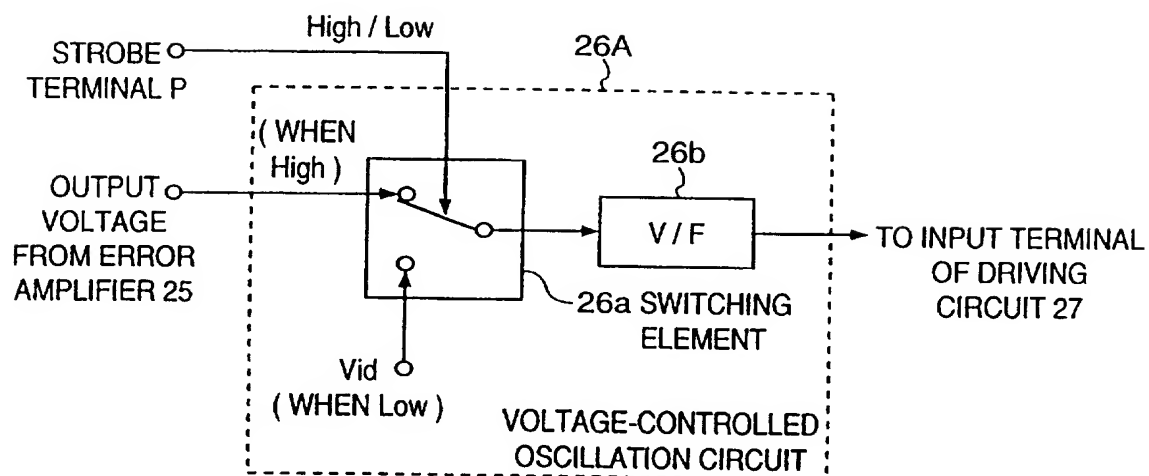 High / Low
STROBE
TERMINAL P
26A
( WHEN
High )
26b
OUTPUT
VOLTAGE
FROM ERROR
AMPLIFIER 25
V / F
TO INPUT TERMINAL
OF DRIVING
CIRCUIT 27
26a SWITCHING
ELEMENT
Vid
( WHEN Low )
VOLTAGE-CONTROLLED
OSCILLATION CIRCUIT